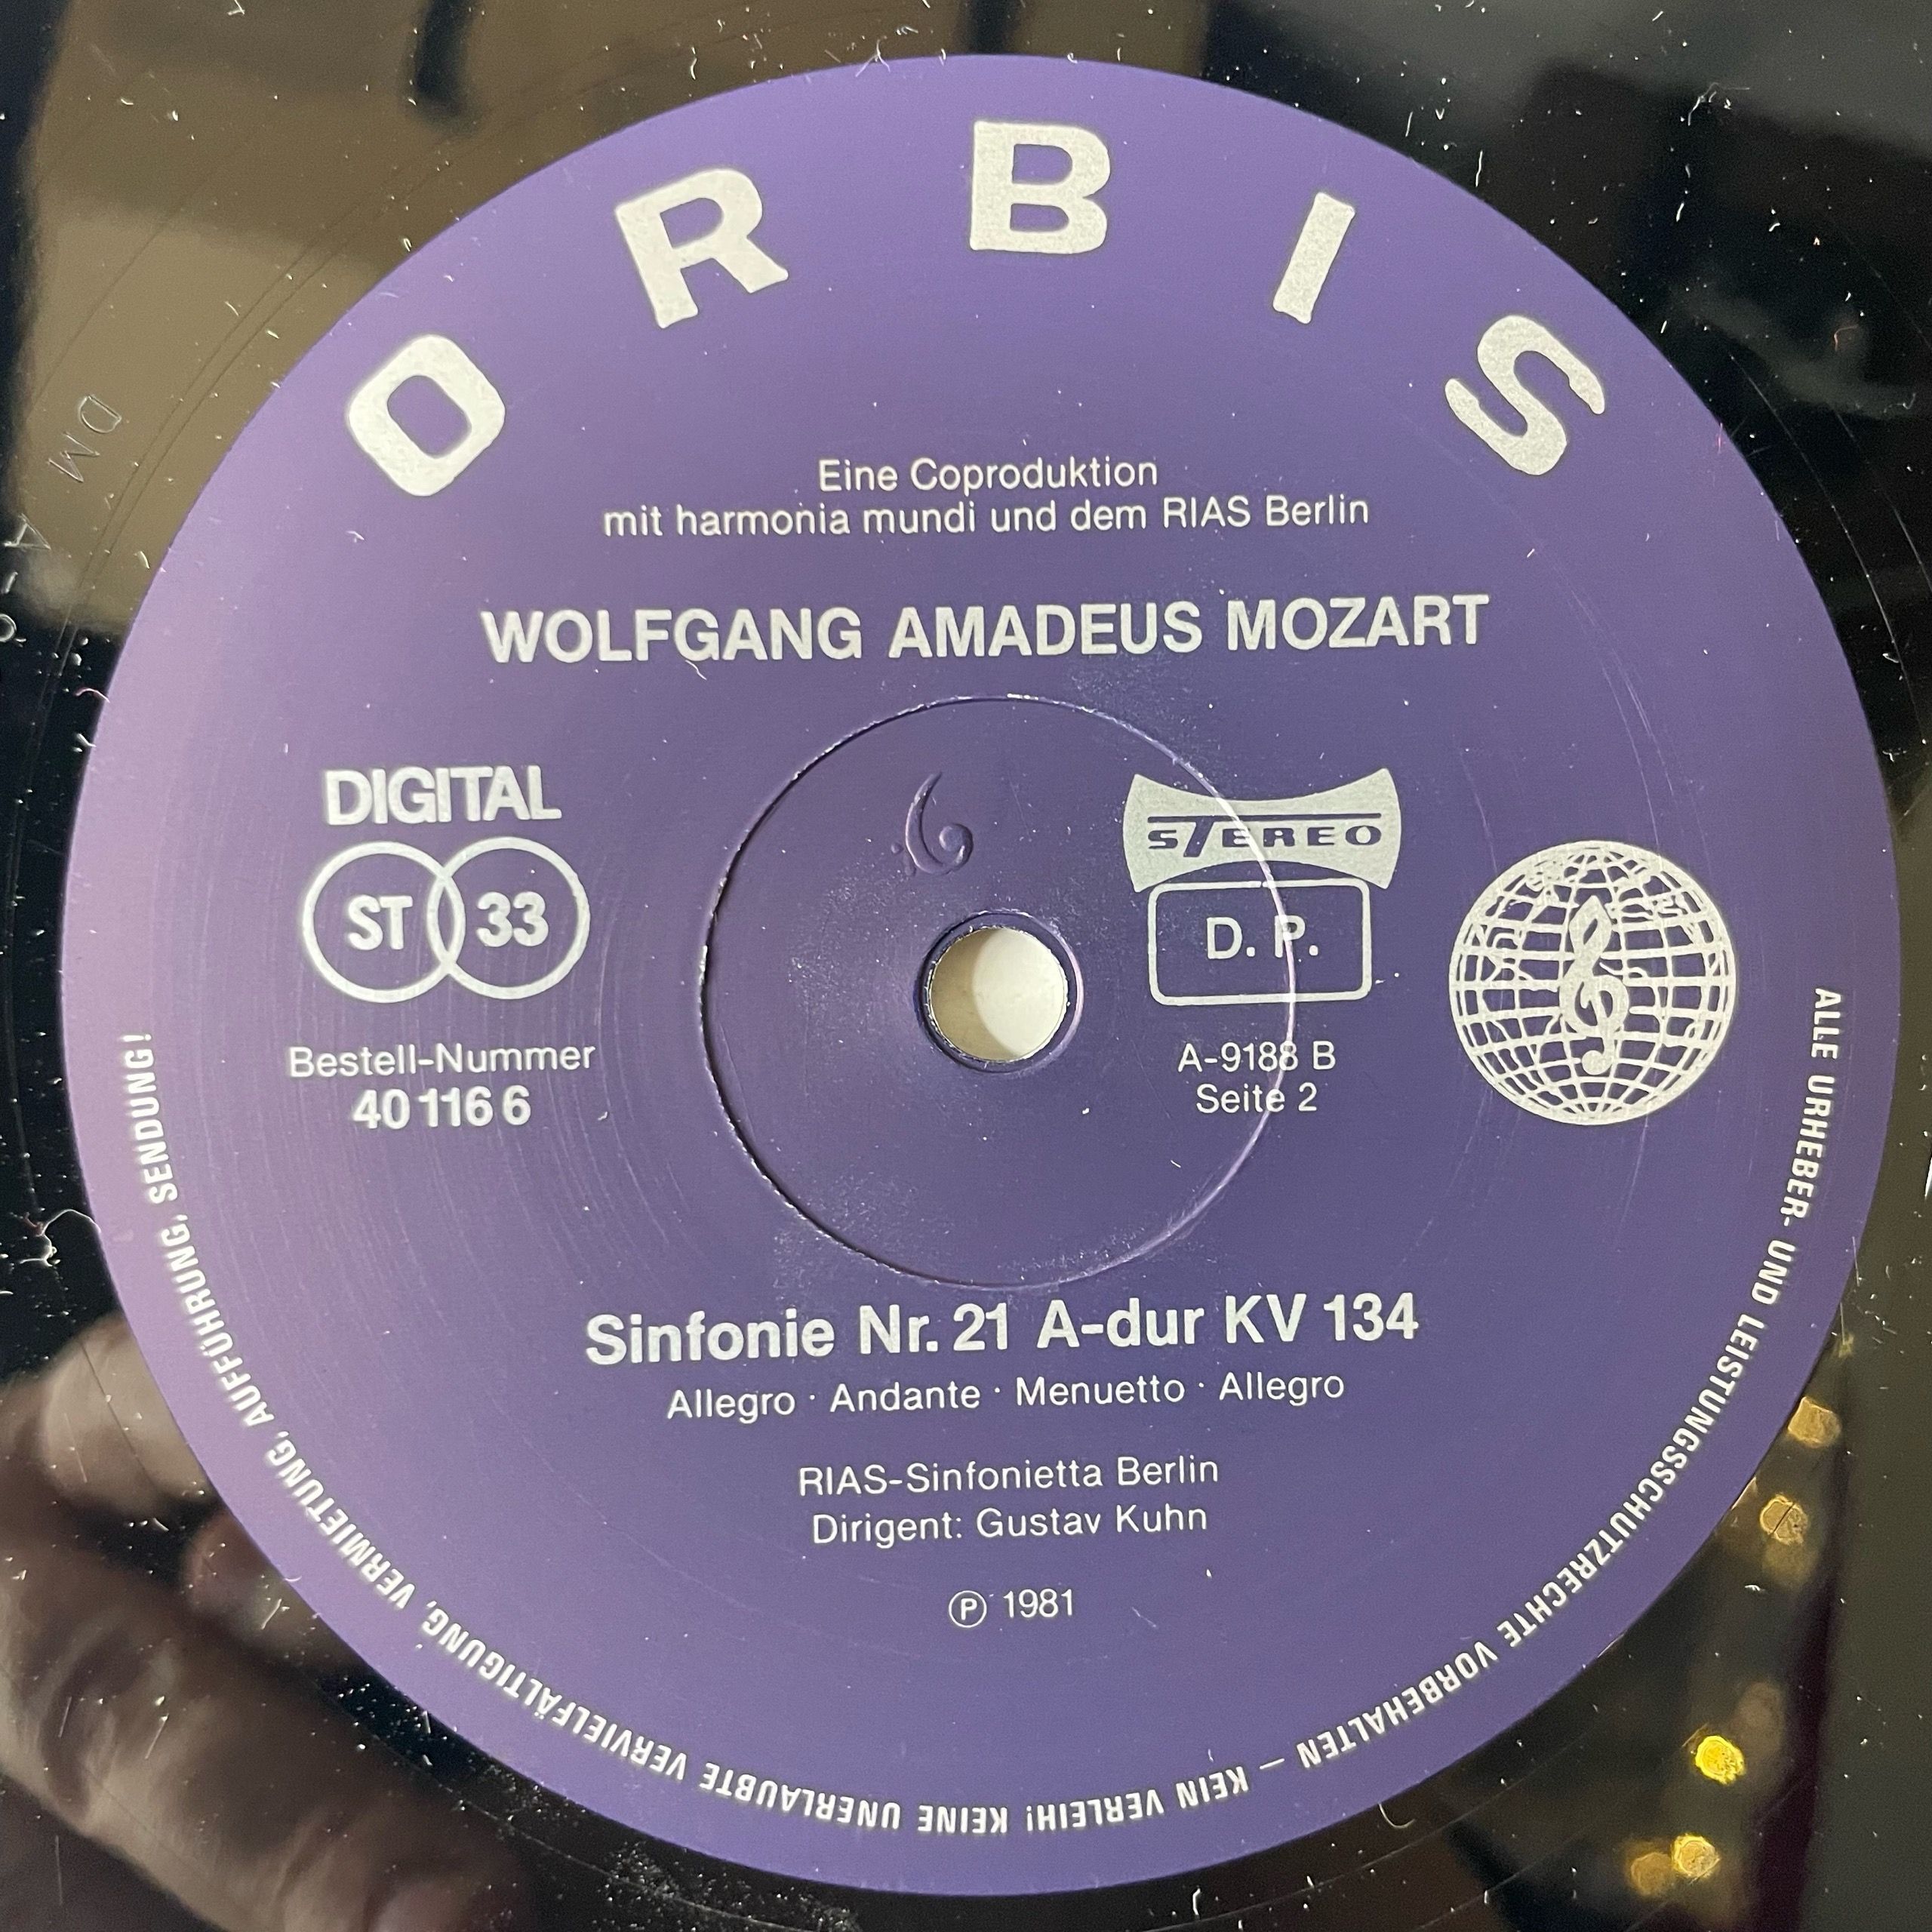 ORBIS
Eine Coproduktion
mit harmonia mundi und dem RIAS Berlin
WOLFGANG AMADEUS MOZART
DIGITAL
ST 33
Bestell-Nummer
40 116 6
6
STEREO
D. P.
A-9188 B
Seite 2
Sinfonie Nr. 21 A-dur KV 134
Allegro · Andante · Menuetto · Allegro
RIAS-Sinfonietta Berlin
Dirigent: Gustav Kuhn
Ⓟ 1981
ALLE URHEBER- UND LEISTUNGSSCHUTZRECHTE VORBEHALTEN – KEIN VERLEIH! KEINE UNERLAUBTE VERVIELFÄLTIGUNG, VERMIETUNG, AUFFÜHRUNG, SENDUNG!
DM